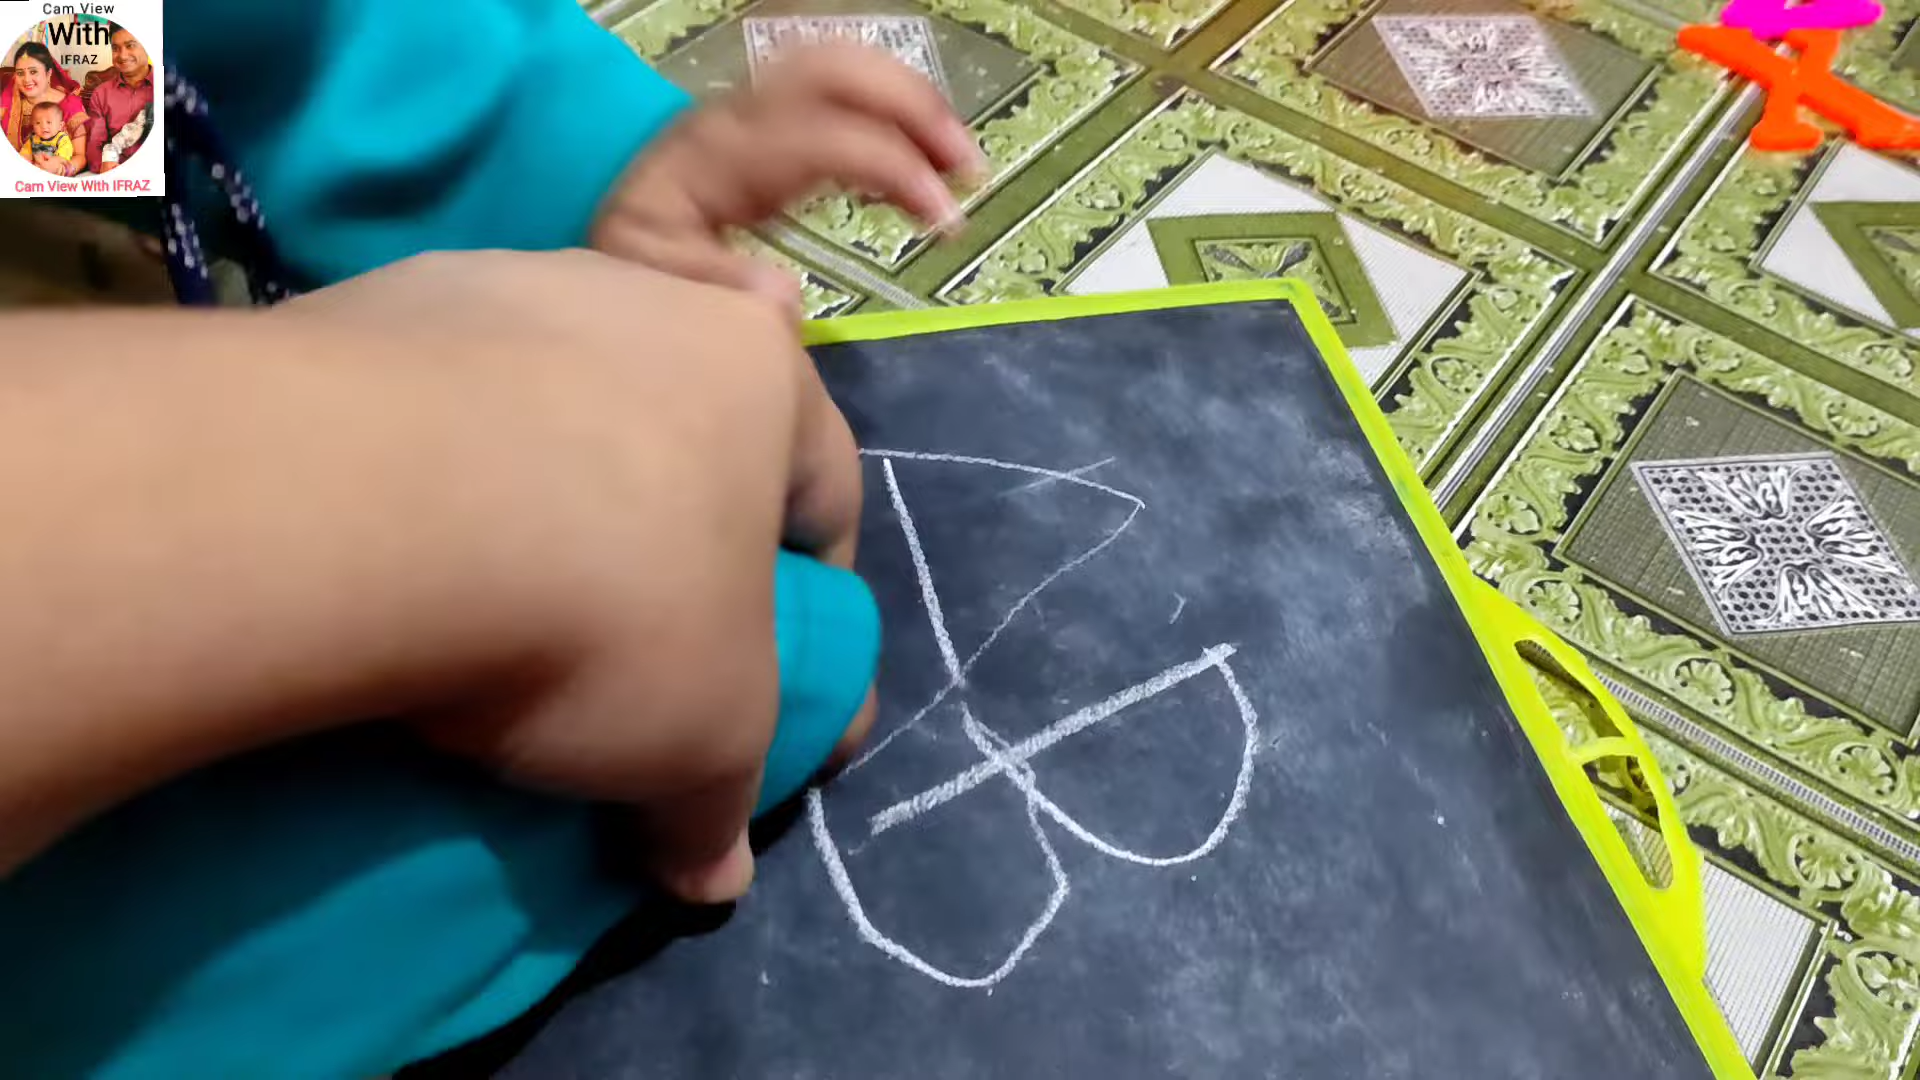 Cam View
With
IFRAZ
Cam View With IFRAZ
B
X